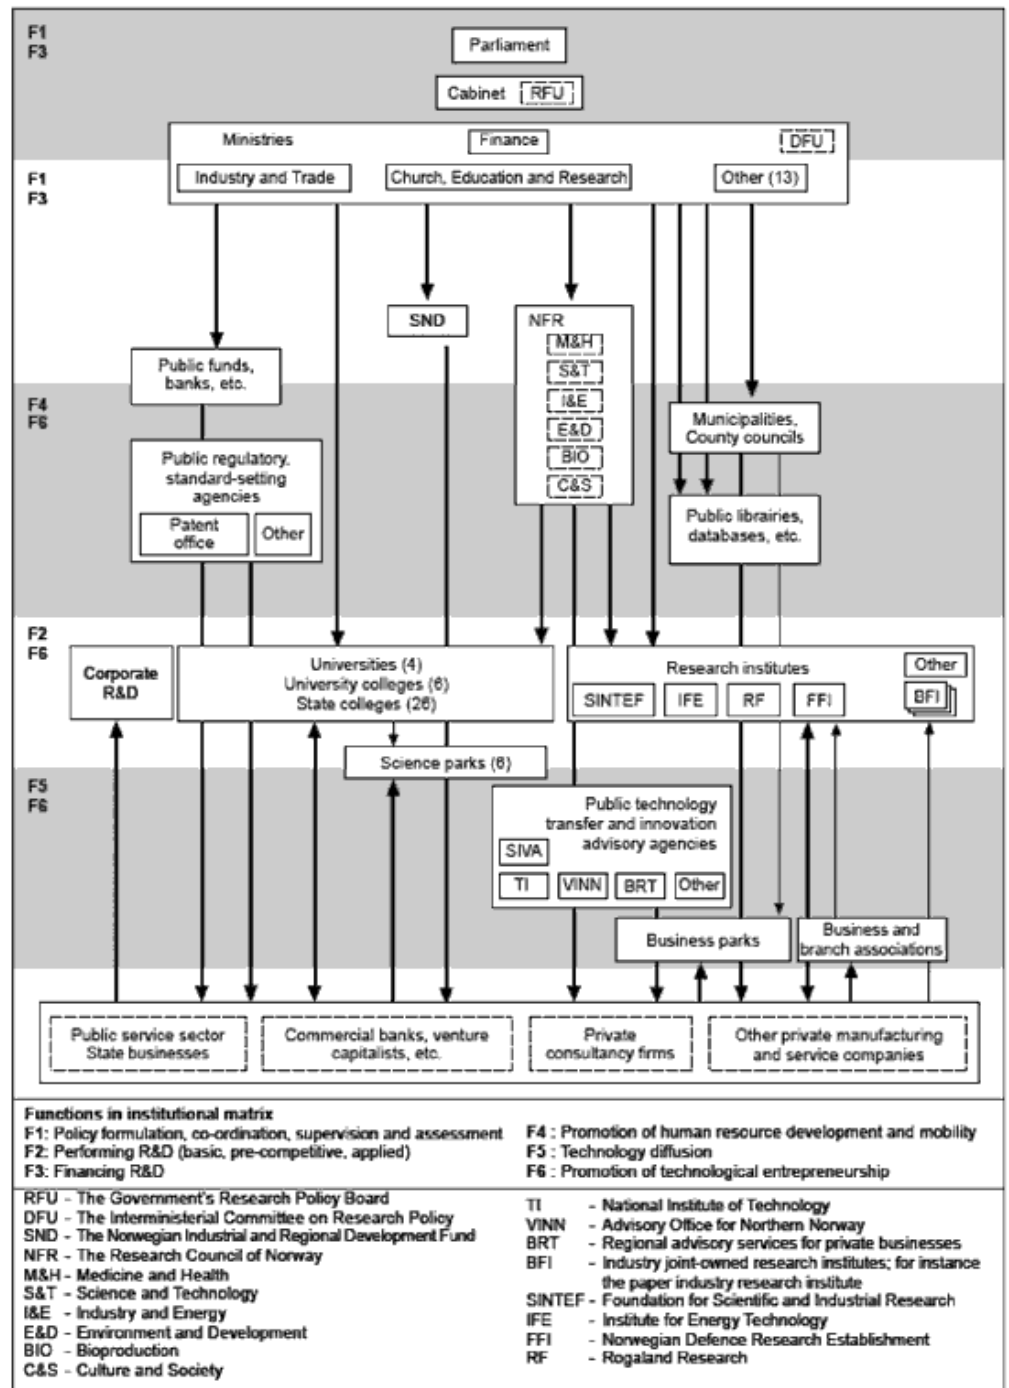 F1
F3
Parliament
Cabinet RFU
Ministries Finance DFU
Industry and Trade Church, Education and Research Other (13)
F1
F3
SND
NFR
M&H
S&T
I&E
E&D
BIO
C&S
Public funds,
banks, etc.
F4
F6
Municipalities,
County councils
Public regulatory,
standard-setting
agencies
Patent
office
Other
Public librairies,
databases, etc.
F2
F6
Corporate
R&D
Universities (4)
University colleges (6)
State colleges (26)
Research institutes Other
SINTEF IFE RF FFI BFI
Science parks (6)
F5
F6
Public technology
transfer and innovation
advisory agencies
SIVA
TI VINN BRT Other
Business parks
Business and
branch associations
Public service sector
State businesses
Commercial banks, venture
capitalists, etc.
Private
consultancy firms
Other private manufacturing
and service companies
Functions in institutional matrix
F1: Policy formulation, co-ordination, supervision and assessment
F2: Performing R&D (basic, pre-competitive, applied)
F3: Financing R&D
F4 : Promotion of human resource development and mobility
F5 : Technology diffusion
F6 : Promotion of technological entrepreneurship
RFU - The Government's Research Policy Board
DFU - The Interministerial Committee on Research Policy
SND - The Norwegian Industrial and Regional Development Fund
NFR - The Research Council of Norway
M&H - Medicine and Health
S&T - Science and Technology
I&E - Industry and Energy
E&D - Environment and Development
BIO - Bioproduction
C&S - Culture and Society
TI - National Institute of Technology
VINN - Advisory Office for Northern Norway
BRT - Regional advisory services for private businesses
BFI - Industry joint-owned research institutes; for instance
the paper industry research institute
SINTEF - Foundation for Scientific and Industrial Research
IFE - Institute for Energy Technology
FFI - Norwegian Defence Research Establishment
RF - Rogaland Research